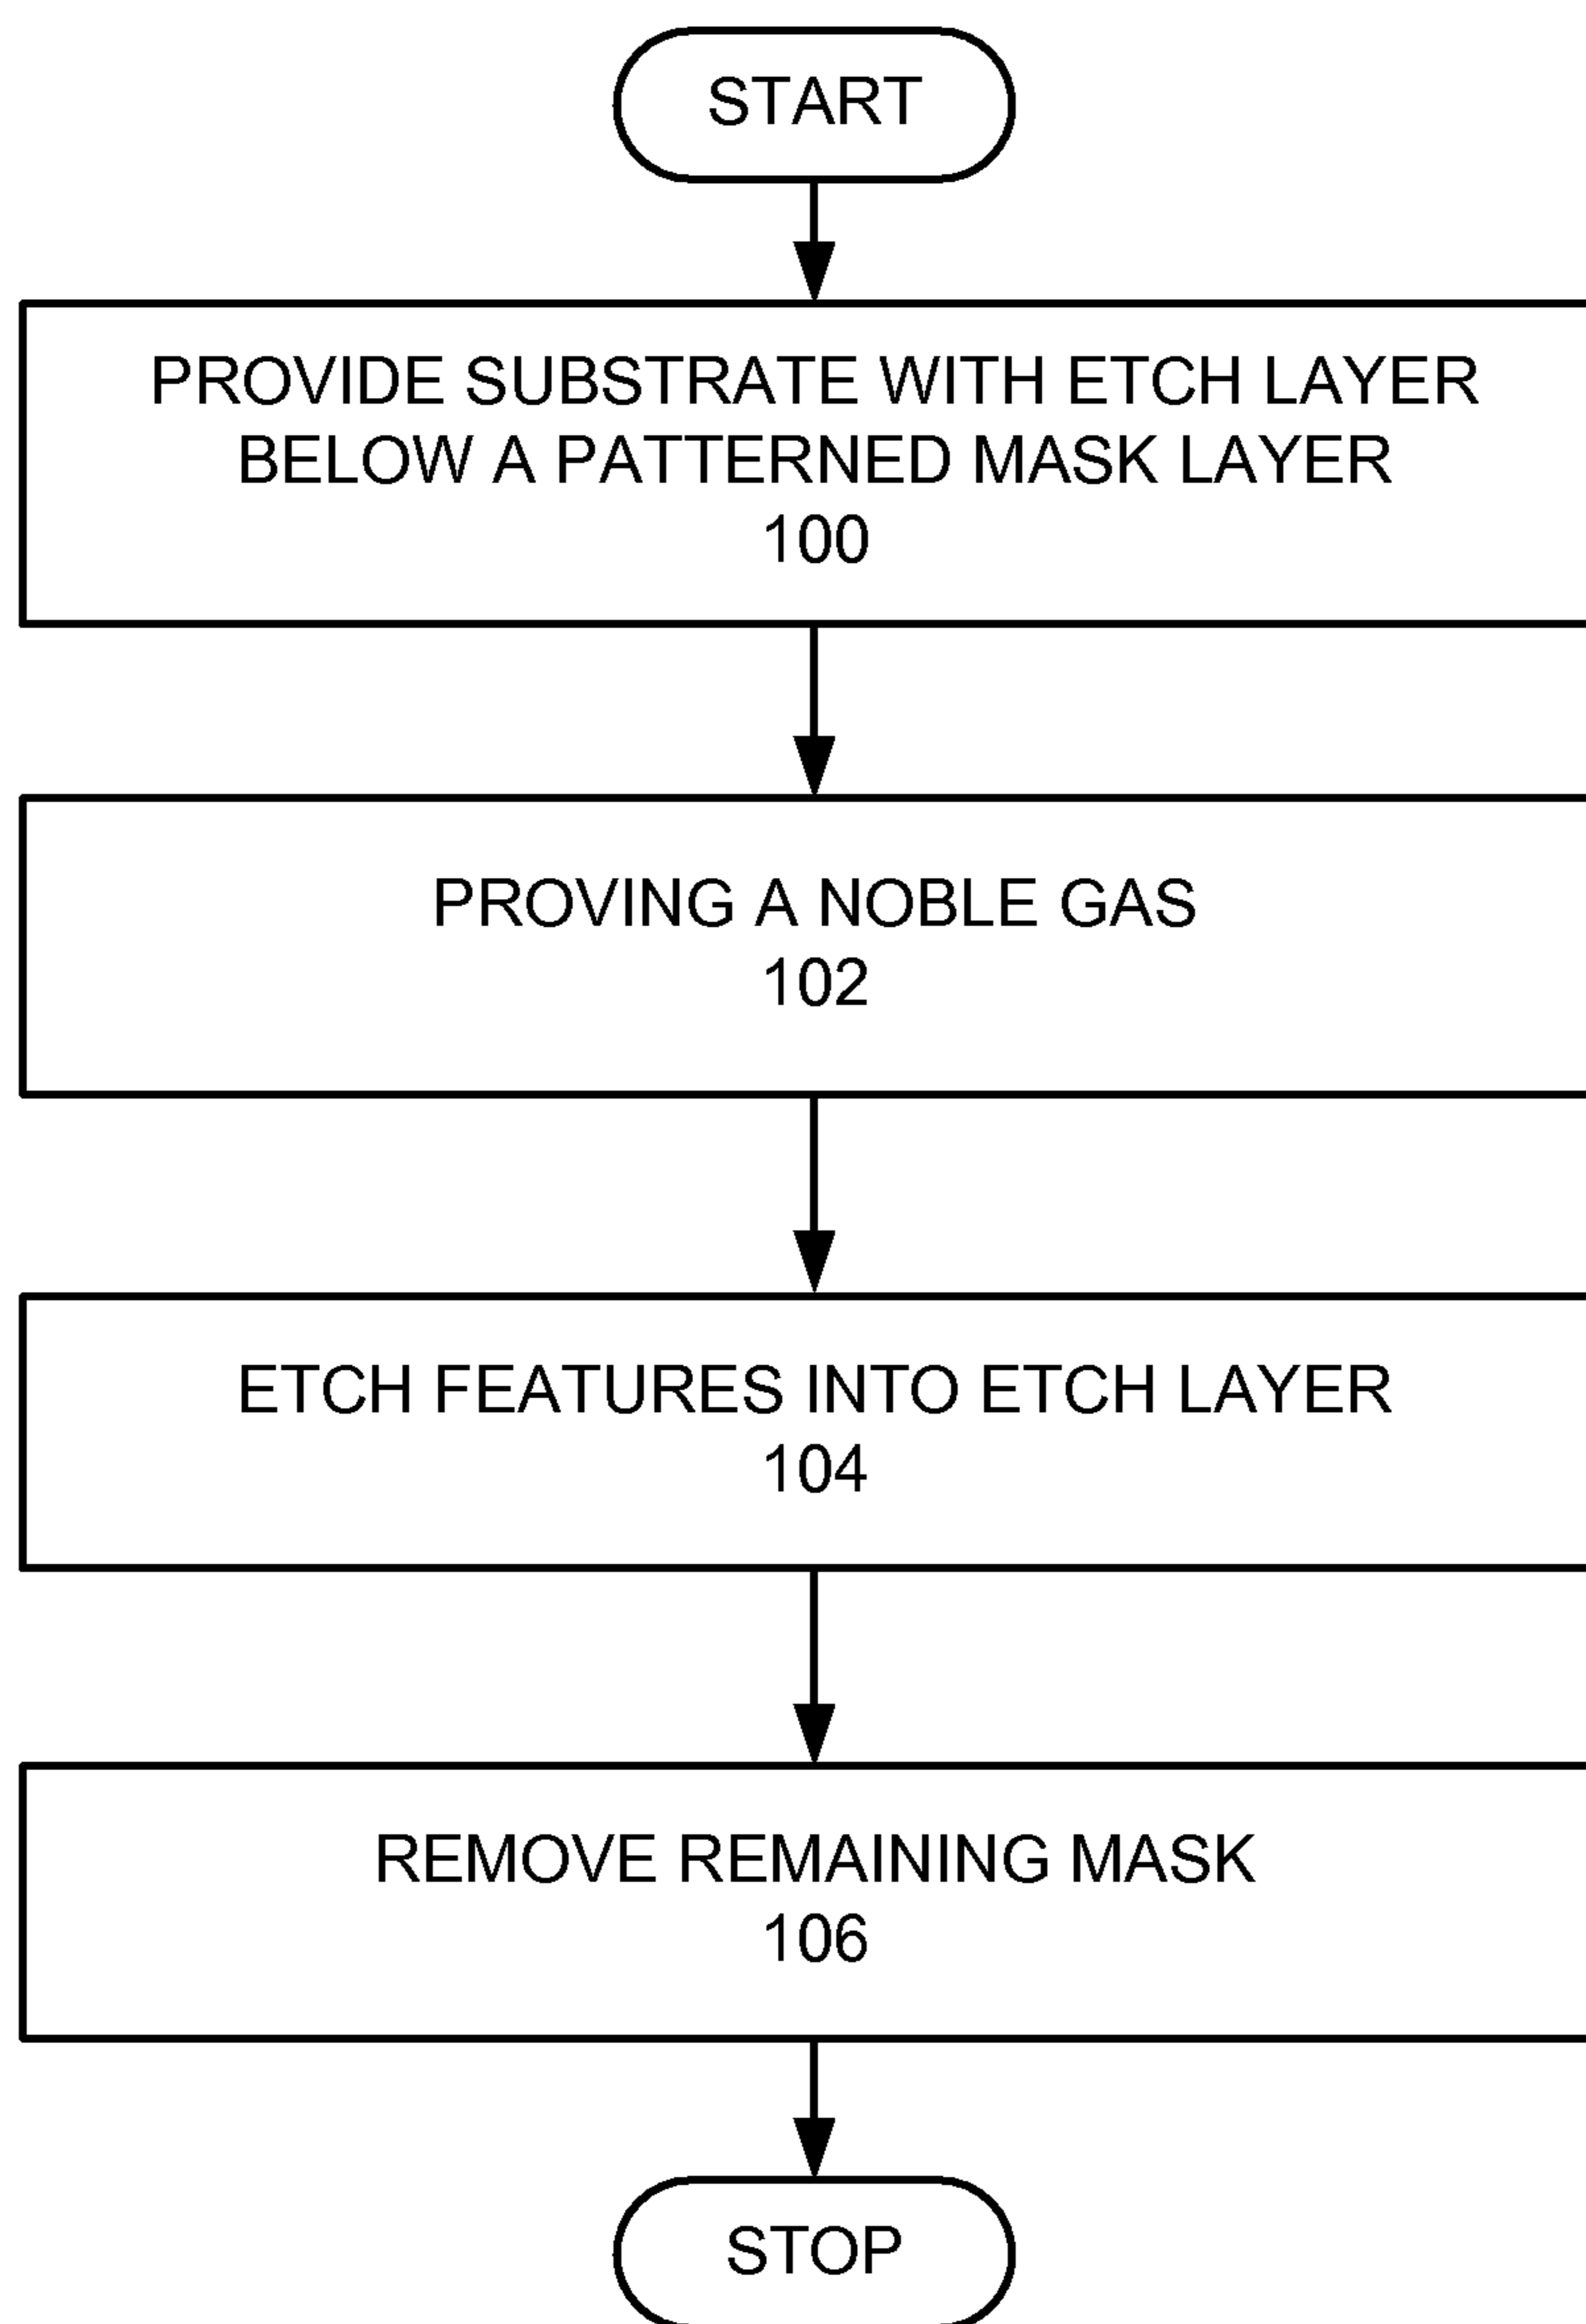 START
PROVIDE SUBSTRATE WITH ETCH LAYER
BELOW A PATTERNED MASK LAYER
100
PROVING A NOBLE GAS
102
ETCH FEATURES INTO ETCH LAYER
104
REMOVE REMAINING MASK
106
STOP